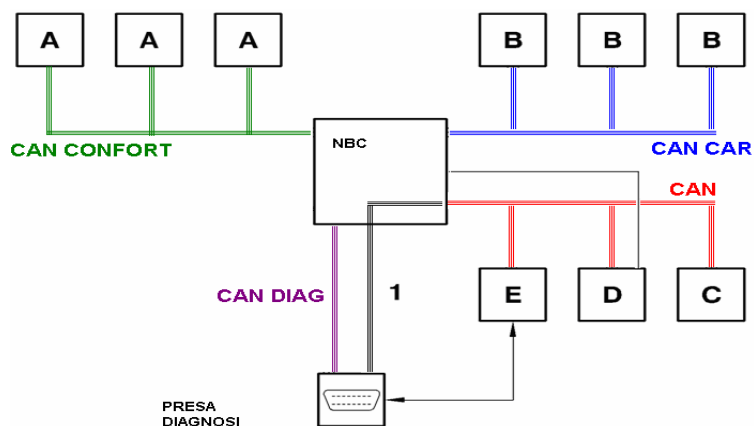 A A A B B B
NBC
CAN CONFORT CAN CAR
CAN
CAN DIAG 1 E D C
PRESA
DIAGNOSI